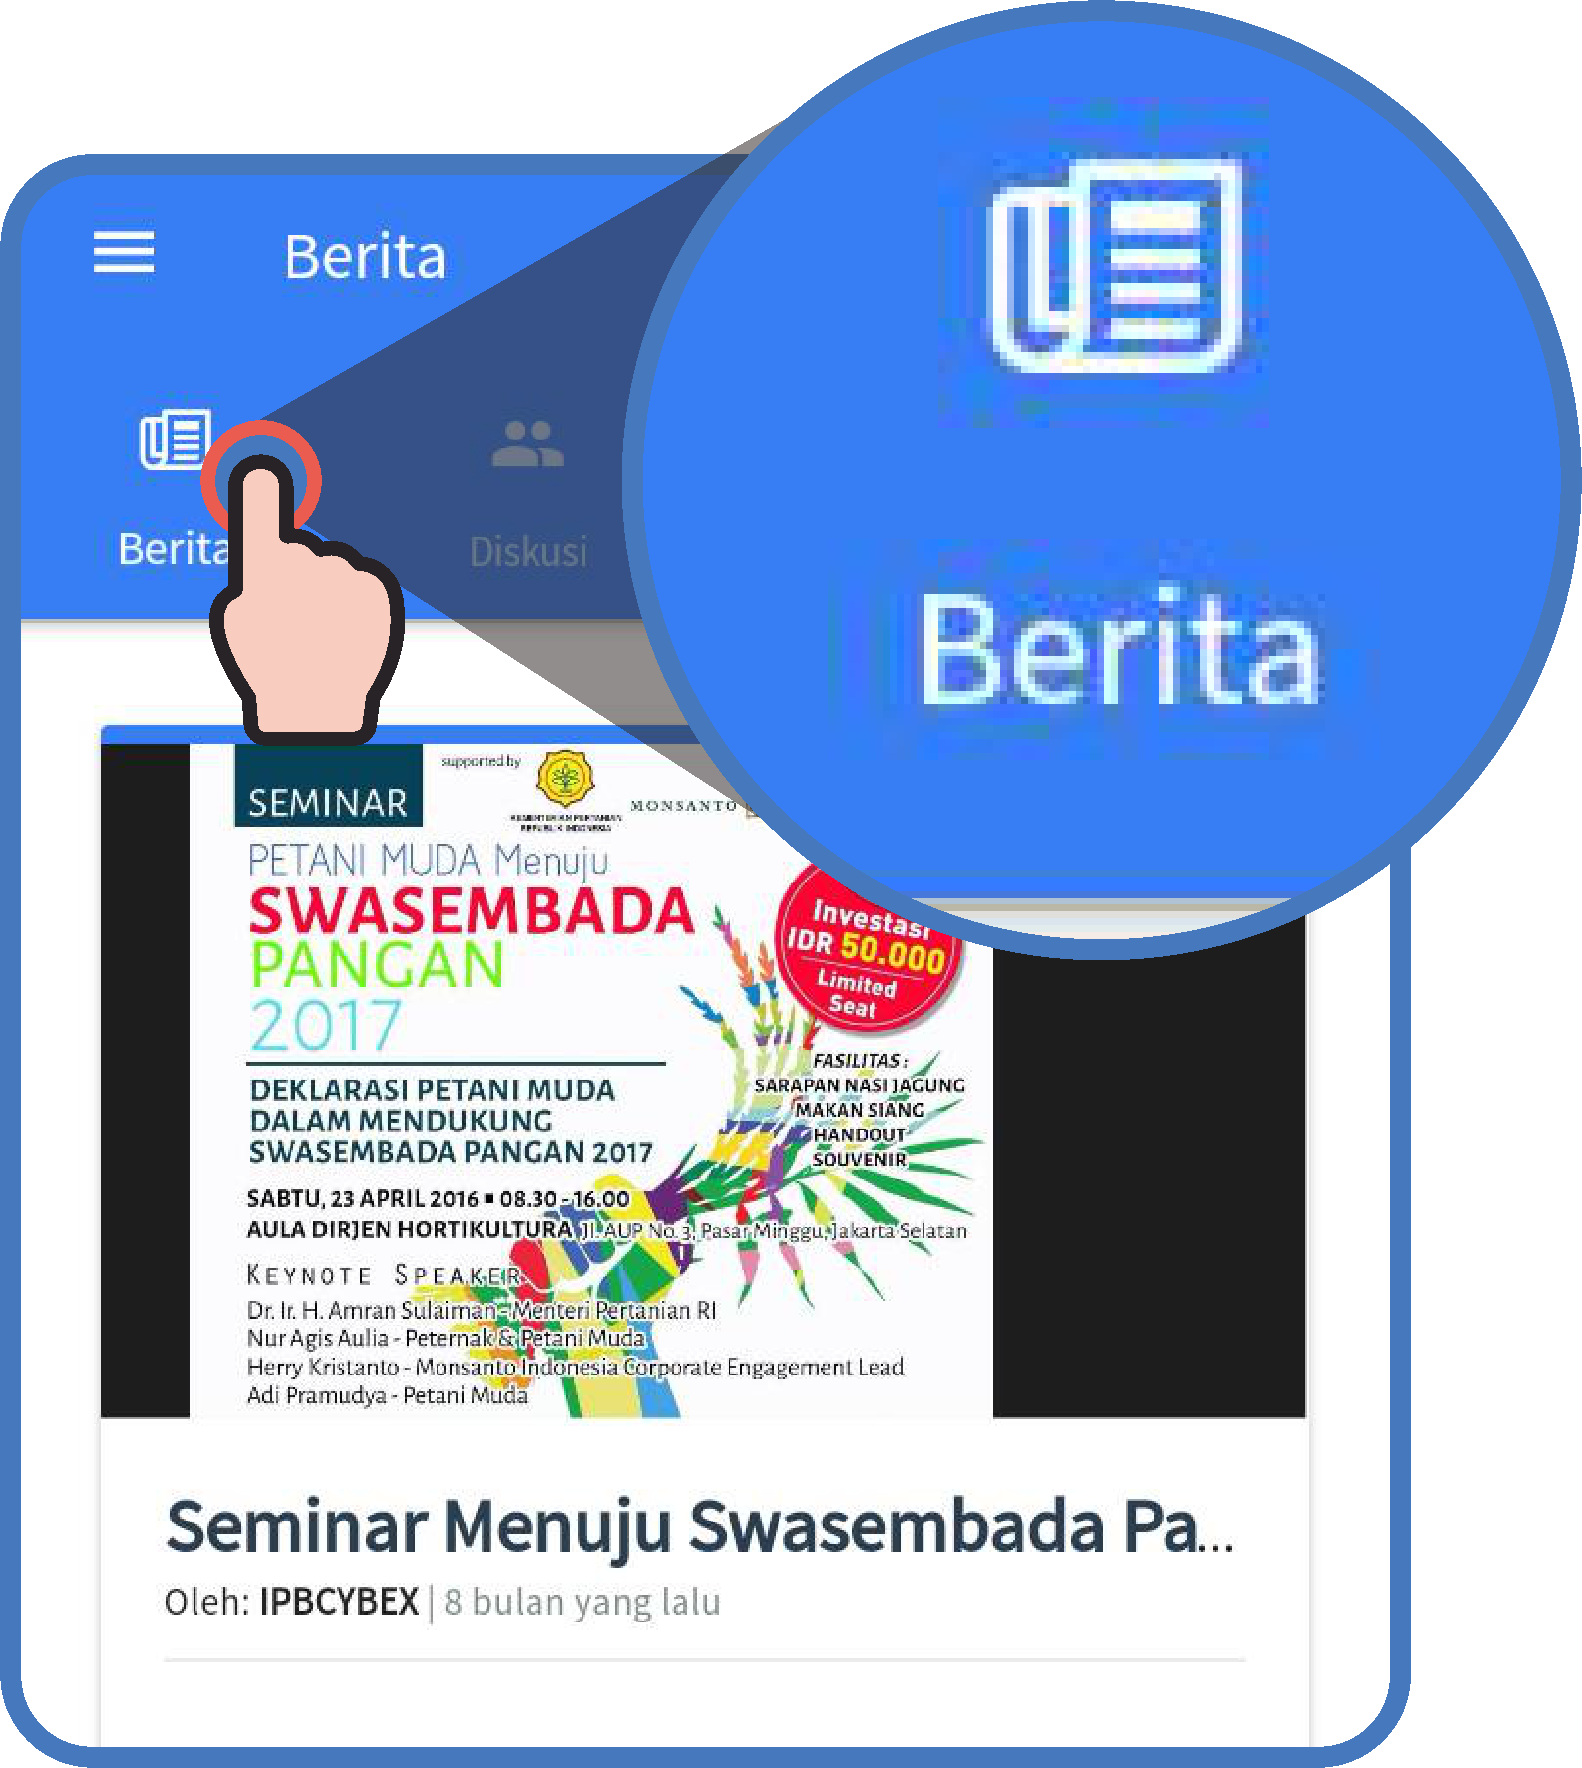 Berita
Berita
Diskusi
Berita
SEMINAR
supported by
KEMENTERIAN PERTANIAN
REPUBLIK INDONESIA
MONSANTO
PETANI MUDA Menuju
SWASEMBADA
PANGAN
2017
Investasi
IDR 50.000
Limited
Seat
DEKLARASI PETANI MUDA
DALAM MENDUKUNG
SWASEMBADA PANGAN 2017
FASILITAS :
SARAPAN NASI JAGUNG
MAKAN SIANG
HANDOUT
SOUVENIR
SABTU, 23 APRIL 2016 ▪ 08.30 - 16.00
AULA DIRJEN HORTIKULTURA Jl. AUP No. 3, Pasar Minggu, Jakarta Selatan
KEYNOTE SPEAKER
Dr. Ir. H. Amran Sulaiman - Menteri Pertanian RI
Nur Agis Aulia - Peternak & Petani Muda
Herry Kristanto - Monsanto Indonesia Corporate Engagement Lead
Adi Pramudya - Petani Muda
Seminar Menuju Swasembada Pa...
Oleh: IPBCYBEX | 8 bulan yang lalu